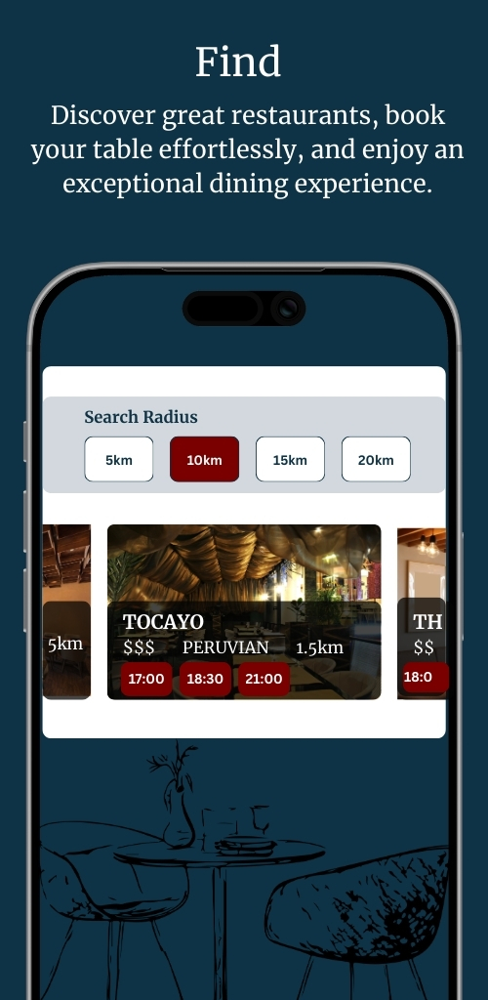 Find
Discover great restaurants, book
your table effortlessly, and enjoy an
exceptional dining experience.
Search Radius
5km 10km 15km 20km
5km
TOCAYO
$$$ PERUVIAN 1.5km
17:00 18:30 21:00
TH
$$
18:0